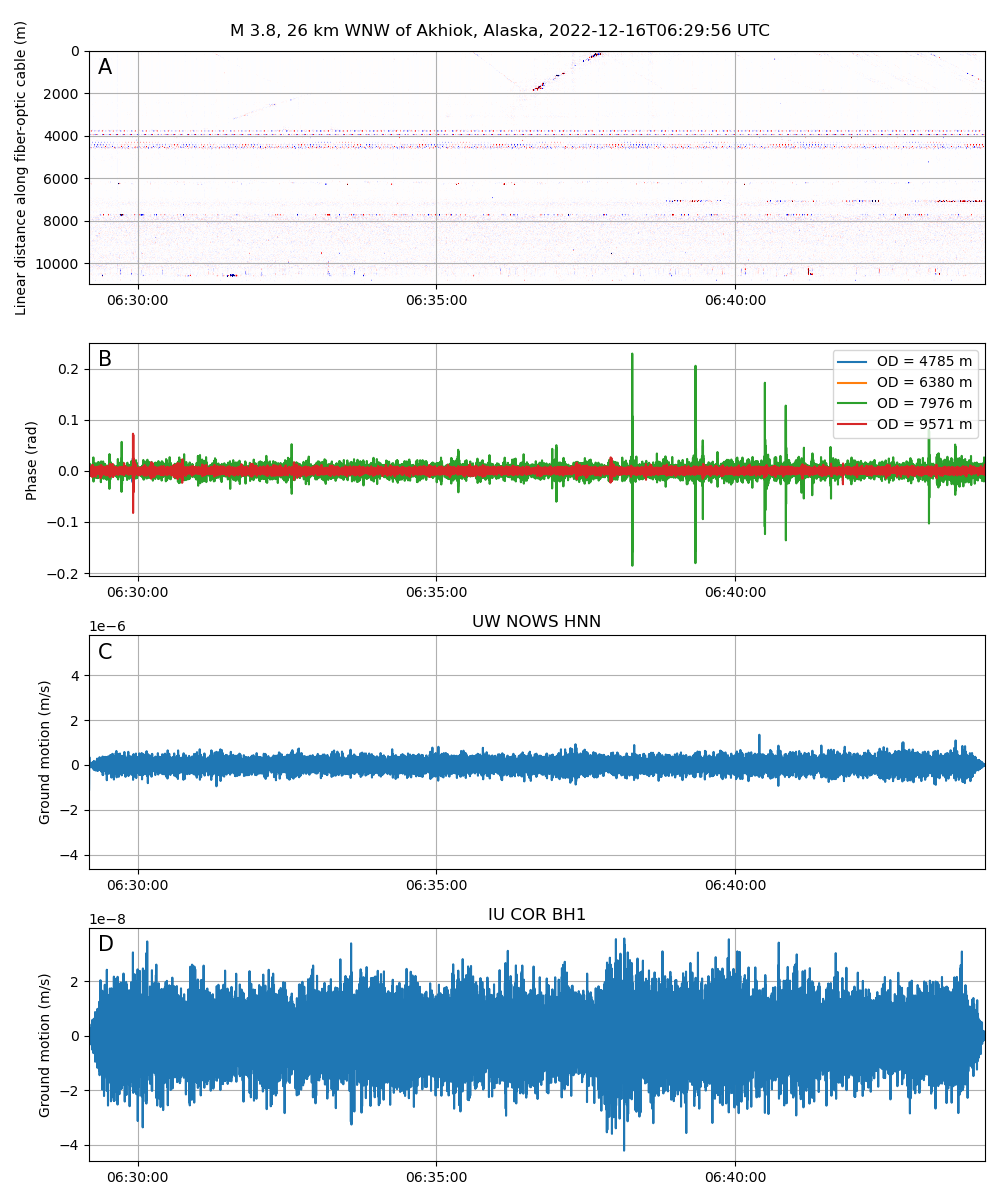 M 3.8, 26 km WNW of Akhiok, Alaska, 2022-12-16T06:29:56 UTC
A
Linear distance along fiber-optic cable (m)
0
2000
4000
6000
8000
10000
06:30:00 06:35:00 06:40:00
B
Phase (rad)
0.2
0.1
0.0
−0.1
−0.2
OD = 4785 m
OD = 6380 m
OD = 7976 m
OD = 9571 m
06:30:00 06:35:00 06:40:00
UW NOWS HNN
1e−6
C
Ground motion (m/s)
4
2
0
−2
−4
06:30:00 06:35:00 06:40:00
IU COR BH1
1e−8
D
Ground motion (m/s)
2
0
−2
−4
06:30:00 06:35:00 06:40:00